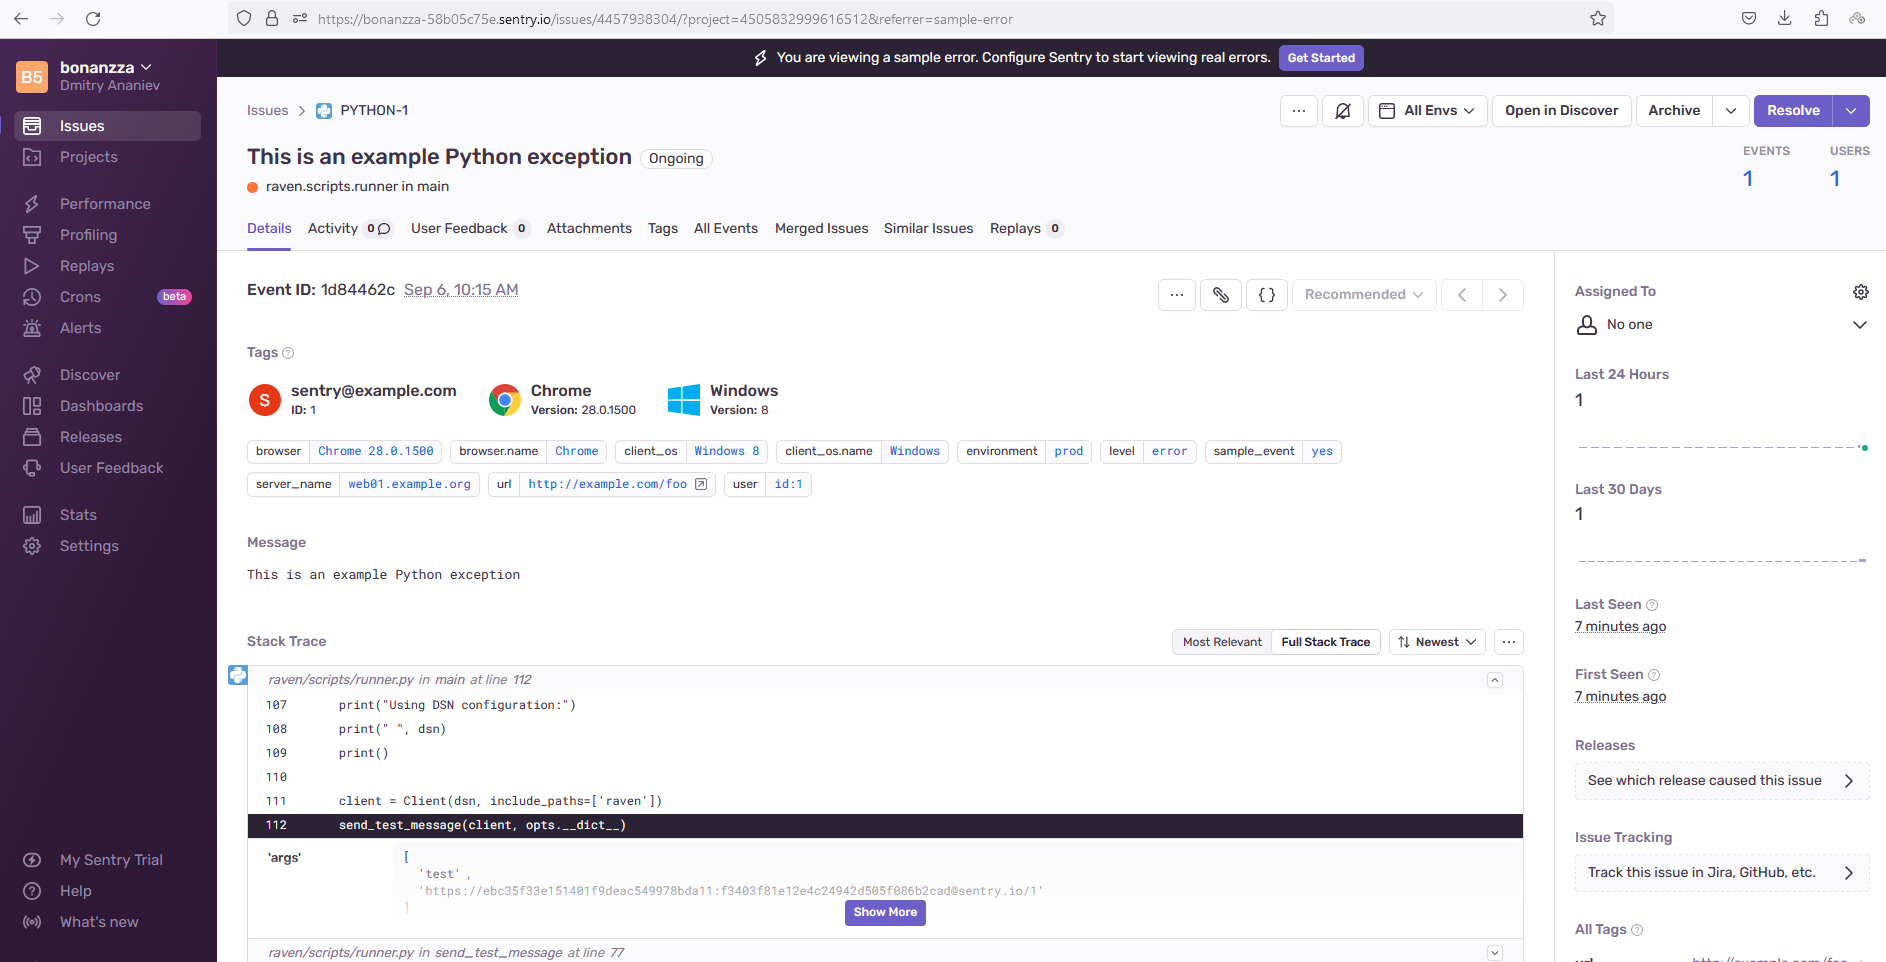 https://bonanzza-58b05c75e.sentry.io/issues/4457938304/?project=4505832999616512&referrer=sample-error
You are viewing a sample error. Configure Sentry to start viewing real errors. Get Started
B5
bonanzza
Dmitry Ananiev
Issues
Projects
Performance
Profiling
Replays
Crons beta
Alerts
Discover
Dashboards
Releases
User Feedback
Stats
Settings
My Sentry Trial
Help
What's new
Issues > PYTHON-1
... All Envs Open in Discover Archive Resolve
This is an example Python exception Ongoing
raven.scripts.runner in main
EVENTS USERS
1 1
Details Activity 0 User Feedback 0 Attachments Tags All Events Merged Issues Similar Issues Replays 0
Event ID: 1d84462c Sep 6, 10:15 AM
... {} Recommended
Tags ?
S
sentry@example.com
ID: 1
Chrome
Version: 28.0.1500
Windows
Version: 8
browser Chrome 28.0.1500 browser.name Chrome client_os Windows 8 client_os.name Windows environment prod level error sample_event yes
server_name web01.example.org url http://example.com/foo user id:1
Message
This is an example Python exception
Stack Trace
Most Relevant Full Stack Trace Newest ...
raven/scripts/runner.py in main at line 112
107 print("Using DSN configuration:")
108 print(" ", dsn)
109 print()
110
111 client = Client(dsn, include_paths=['raven'])
112 send_test_message(client, opts.__dict__)
'args' [
'test' ,
'https://ebc35f33e151401f9deac549978bda11:f3403f81e12e4c24942d505f086b2cad@sentry.io/1'
]
Show More
raven/scripts/runner.py in send_test_message at line 77
Assigned To
No one
Last 24 Hours
1
Last 30 Days
1
Last Seen ?
7 minutes ago
First Seen ?
7 minutes ago
Releases
See which release caused this issue
Issue Tracking
Track this issue in Jira, GitHub, etc.
All Tags ?
url http://example.com/foo